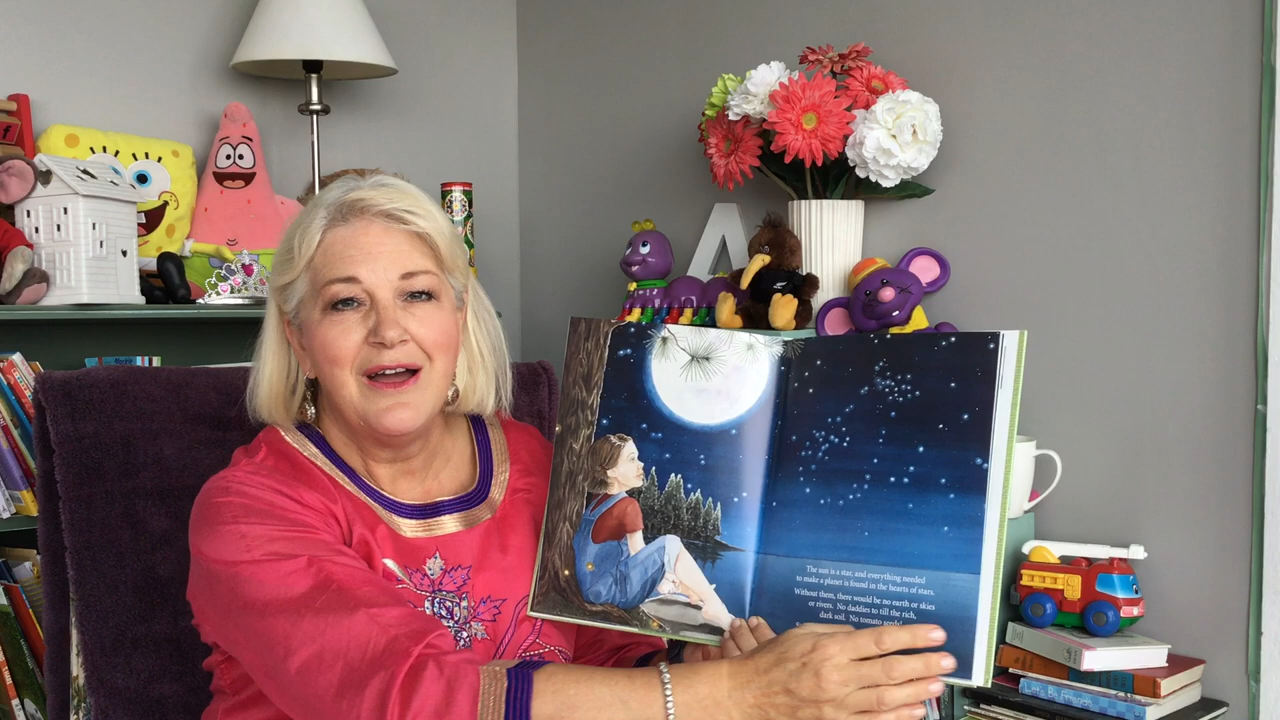 f
A
The sun is a star, and everything needed
to make a planet is found in the hearts of stars.
Without them, there would be no earth or skies
or rivers. No daddies to till the rich,
dark soil. No tomato seeds!
Let's Be Friends